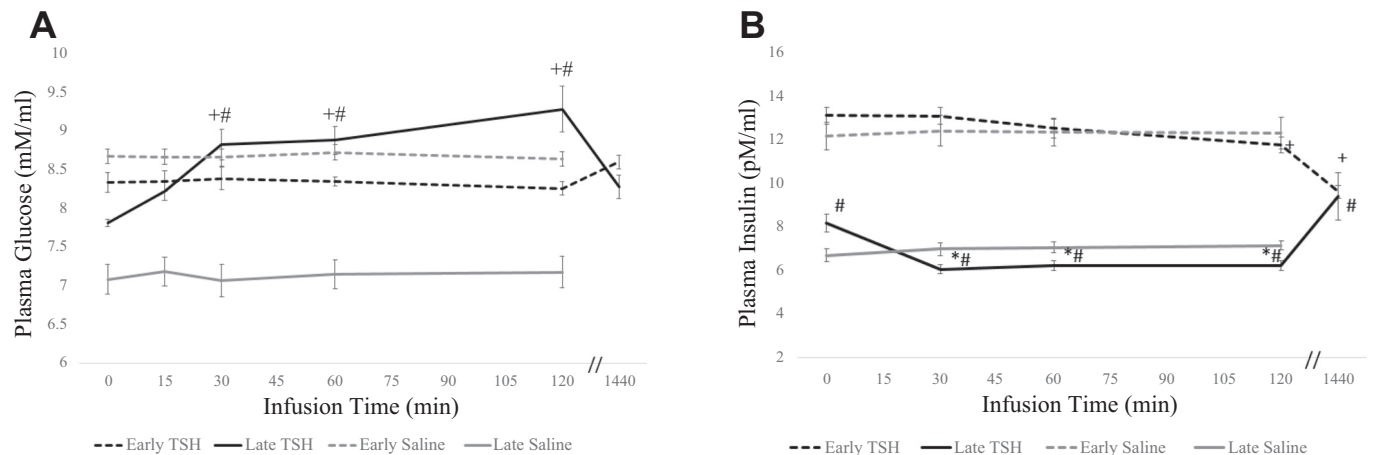 A
Plasma Glucose (mM/ml)
10
9.5
9
8.5
8
7.5
7
6.5
6
+#
+#
+#
0 15 30 45 60 75 90 105 120 // 1440
Infusion Time (min)
Early TSH Late TSH Early Saline Late Saline
B
Plasma Insulin (pM/ml)
16
14
12
10
8
6
4
2
+
+
#
#
*#
*#
*#
0 15 30 45 60 75 90 105 120 // 1440
Infusion Time (min)
Early TSH Late TSH Early Saline Late Saline